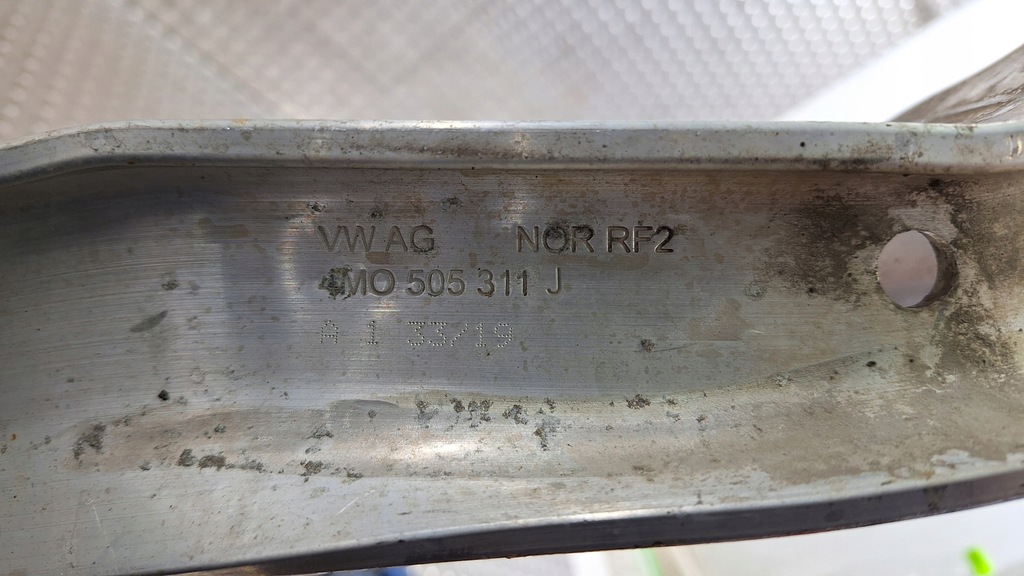 VW AG NOR RF2
4M0 505 311 J
A 1 33/19